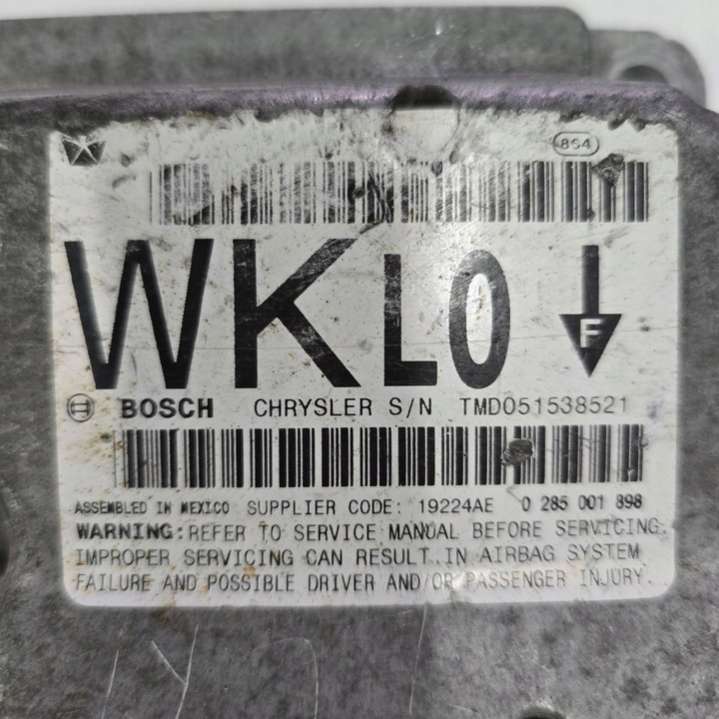 864
WKL0
F
BOSCH CHRYSLER S/N TMD051538521
ASSEMBLED IN MEXICO SUPPLIER CODE: 19224AE 0 285 001 898
WARNING: REFER TO SERVICE MANUAL BEFORE SERVICING.
IMPROPER SERVICING CAN RESULT IN AIRBAG SYSTEM
FAILURE AND POSSIBLE DRIVER AND/OR PASSENGER INJURY.